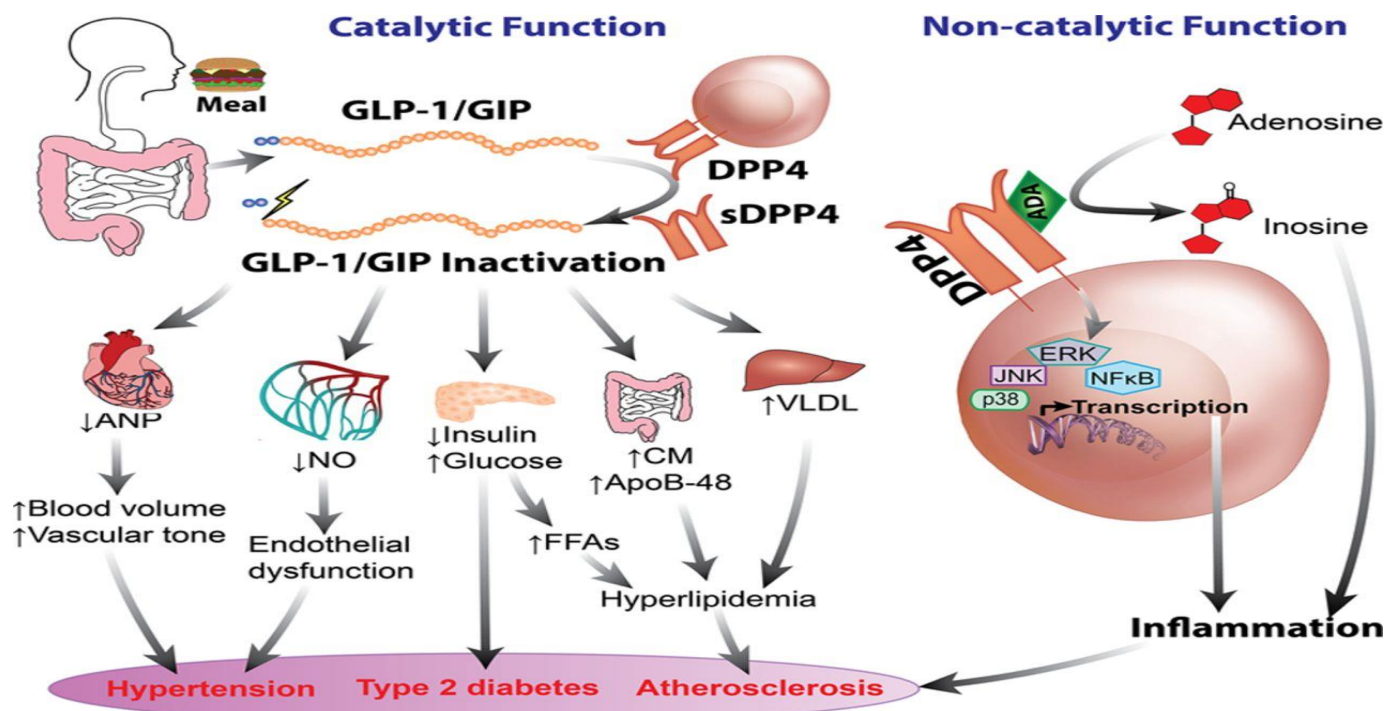 Catalytic Function
Non-catalytic Function
Meal
GLP-1/GIP
DPP4
sDPP4
GLP-1/GIP Inactivation
Adenosine
ADA
Inosine
DPP4
ERK
JNK
NFκB
p38
Transcription
↓ANP
↓NO
↓Insulin
↑Glucose
↑CM
↑ApoB-48
↑VLDL
↑Blood volume
↑Vascular tone
Endothelial
dysfunction
↑FFAs
Hyperlipidemia
Inflammation
Hypertension
Type 2 diabetes
Atherosclerosis